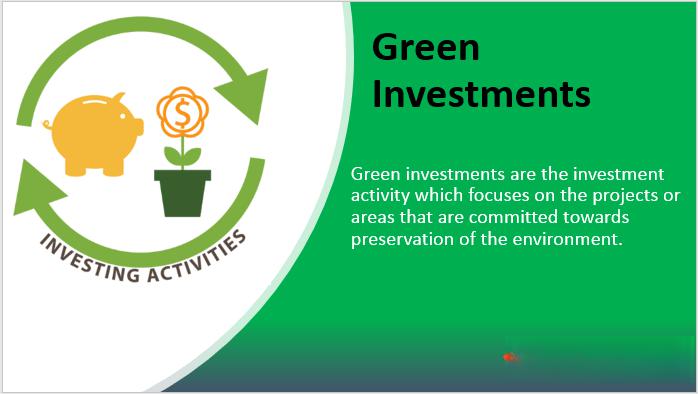 Green
Investments
Green investments are the investment
activity which focuses on the projects or
areas that are committed towards
preservation of the environment.
$
INVESTING ACTIVITIES